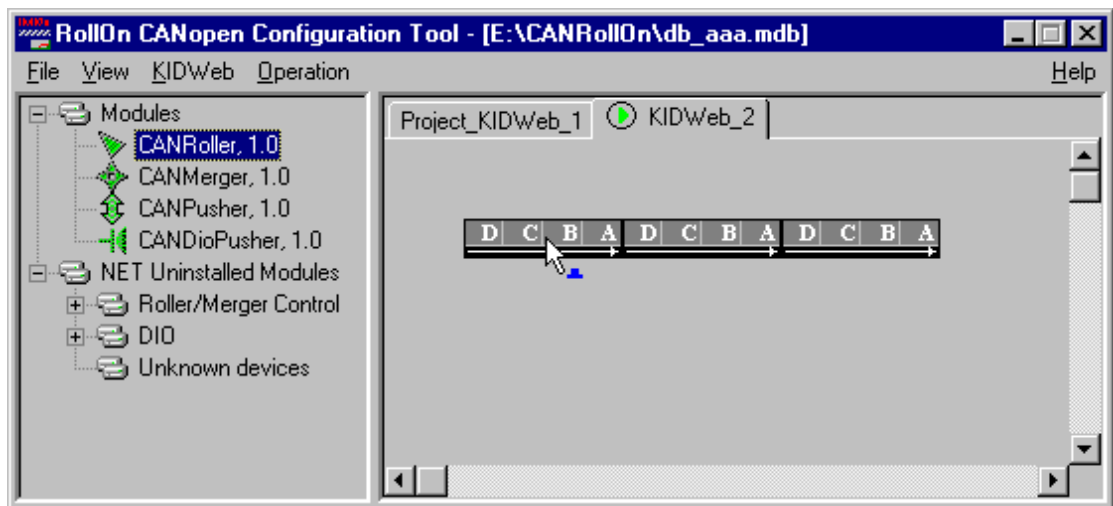 RollOn CANopen Configuration Tool - [E:\CANRollOn\db_aaa.mdb]
File View KIDWeb Operation Help
Modules
CANRoller, 1.0
CANMerger, 1.0
CANPusher, 1.0
CANDioPusher, 1.0
NET Uninstalled Modules
Roller/Merger Control
DIO
Unknown devices
Project_KIDWeb_1 KIDWeb_2
D C B A D C B A D C B A